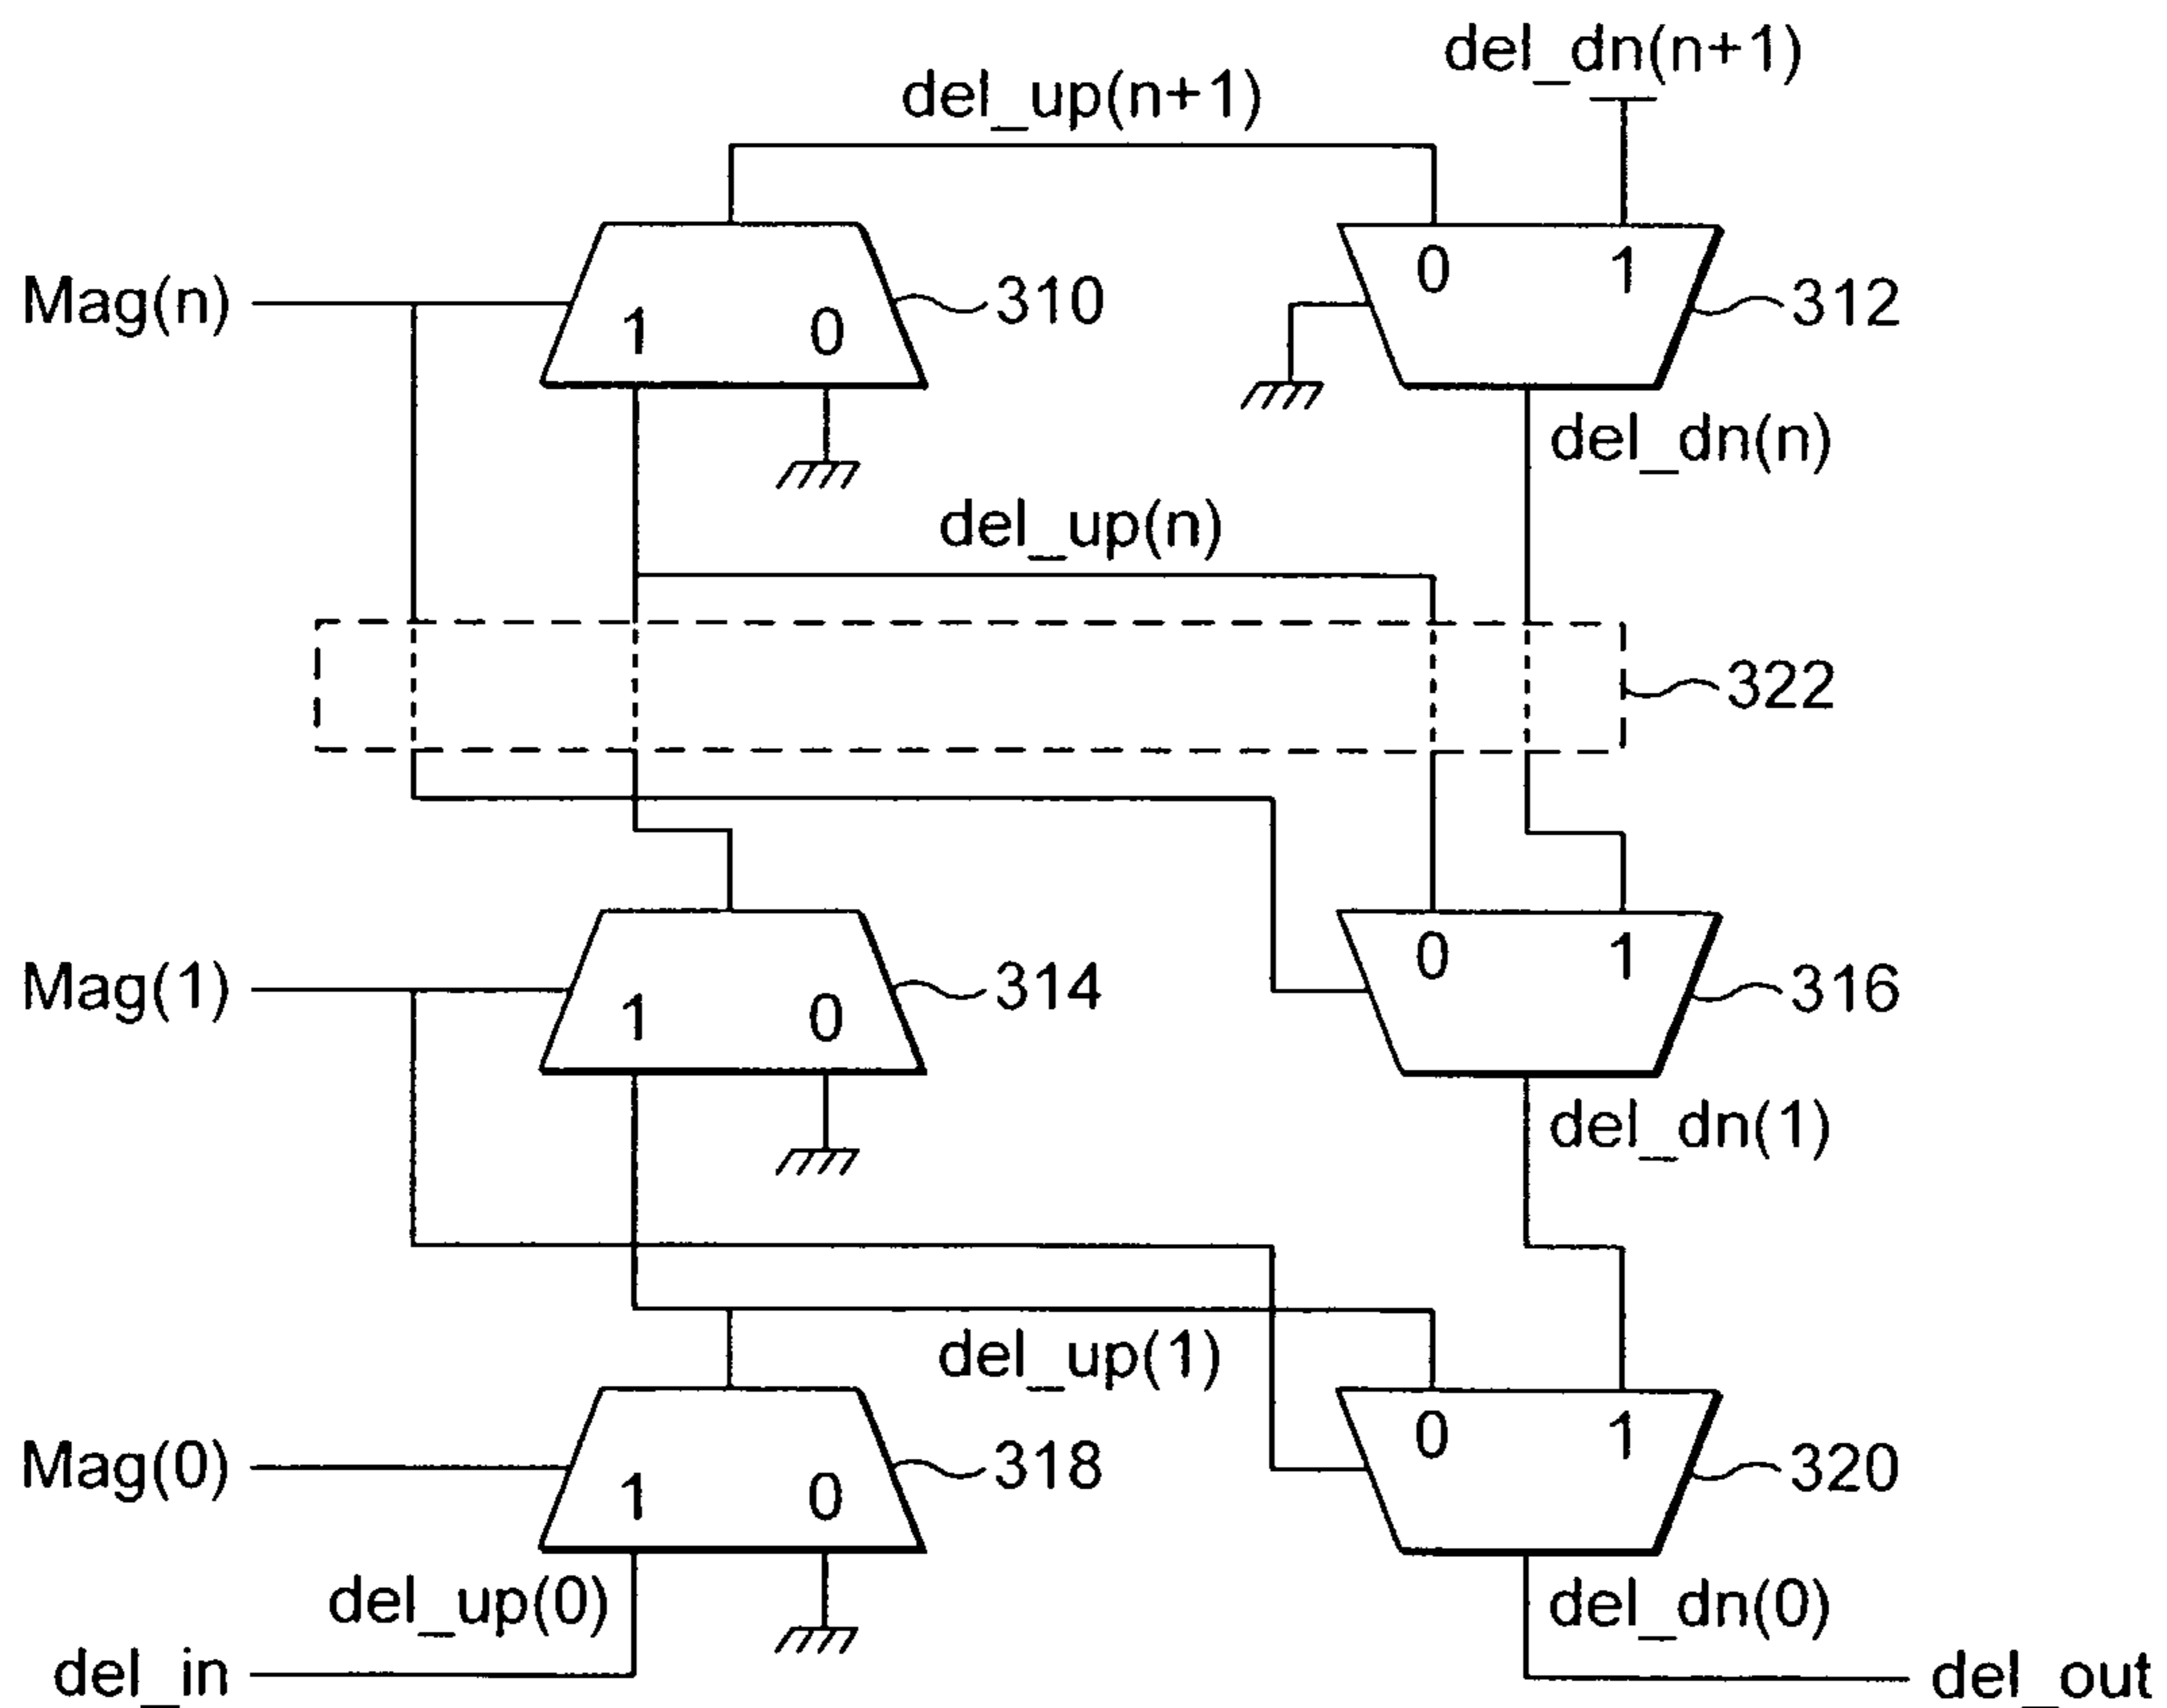 del_dn(n+1)
del_up(n+1)
Mag(n)
1 0
310
0 1
312
del_dn(n)
del_up(n)
322
Mag(1)
1 0
314
0 1
316
del_dn(1)
del_up(1)
Mag(0)
1 0
318
0 1
320
del_up(0)
del_dn(0)
del_in
del_out